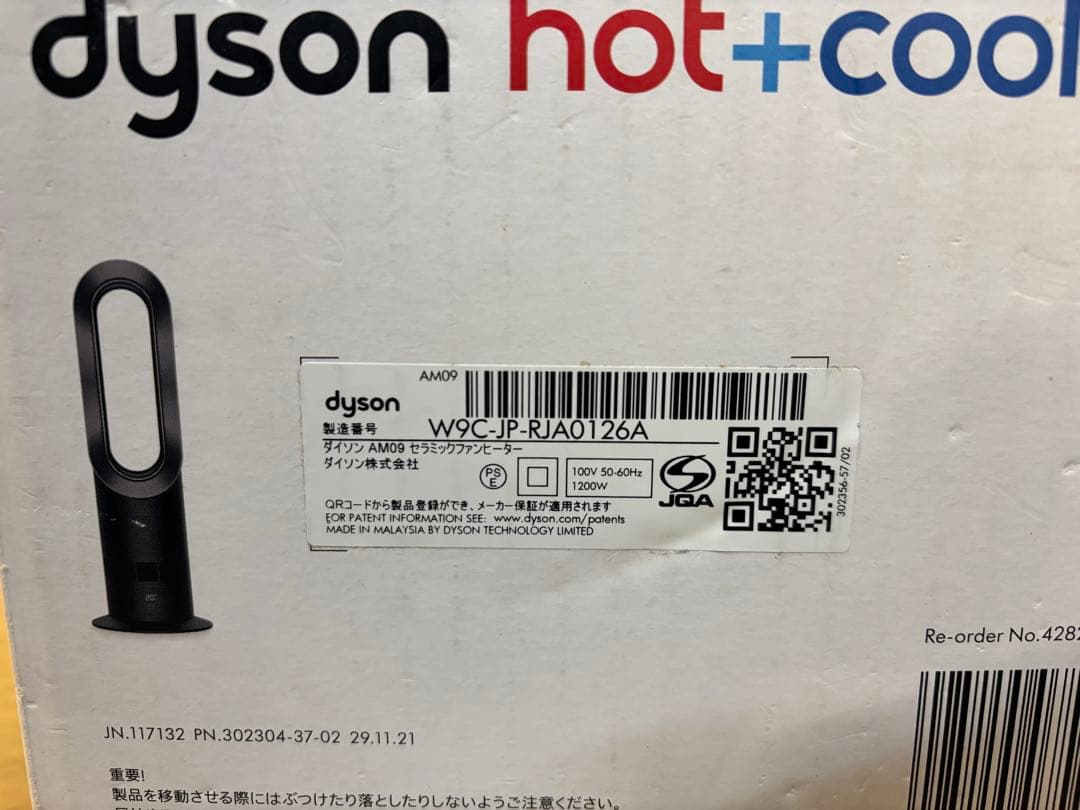 dyson hot+cool
AM09
dyson
製造番号 W9C-JP-RJA0126A
ダイソン AM09 セラミックファンヒーター
ダイソン株式会社
PS
E
100V 50-60Hz
1200W
JQA
302356-57/02
QRコードから製品登録ができ、メーカー保証が適用されます
FOR PATENT INFORMATION SEE: www.dyson.com/patents
MADE IN MALAYSIA BY DYSON TECHNOLOGY LIMITED
Re-order No.4282
JN.117132 PN.302304-37-02 29.11.21
重要!
製品を移動させる際にはぶつけたり落としたりしないようご注意ください。